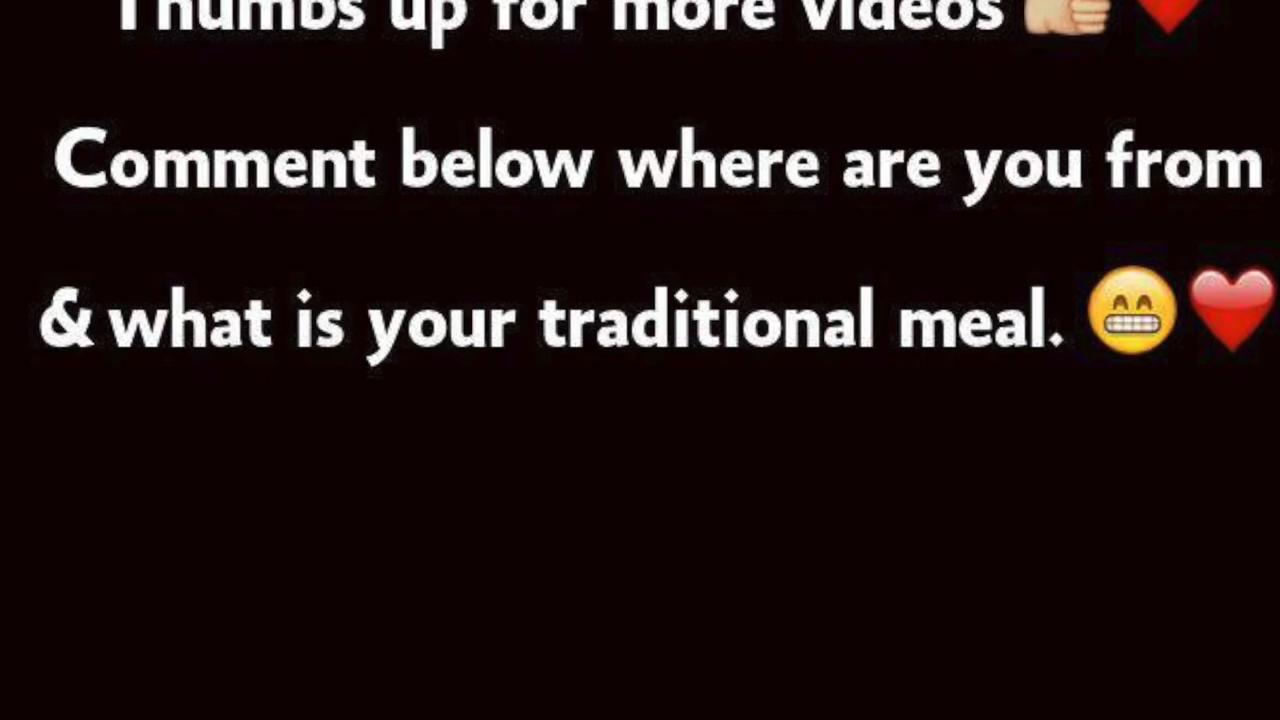 Thumbs up for more videos 👍🏼❤️
Comment below where are you from
& what is your traditional meal. 😁❤️